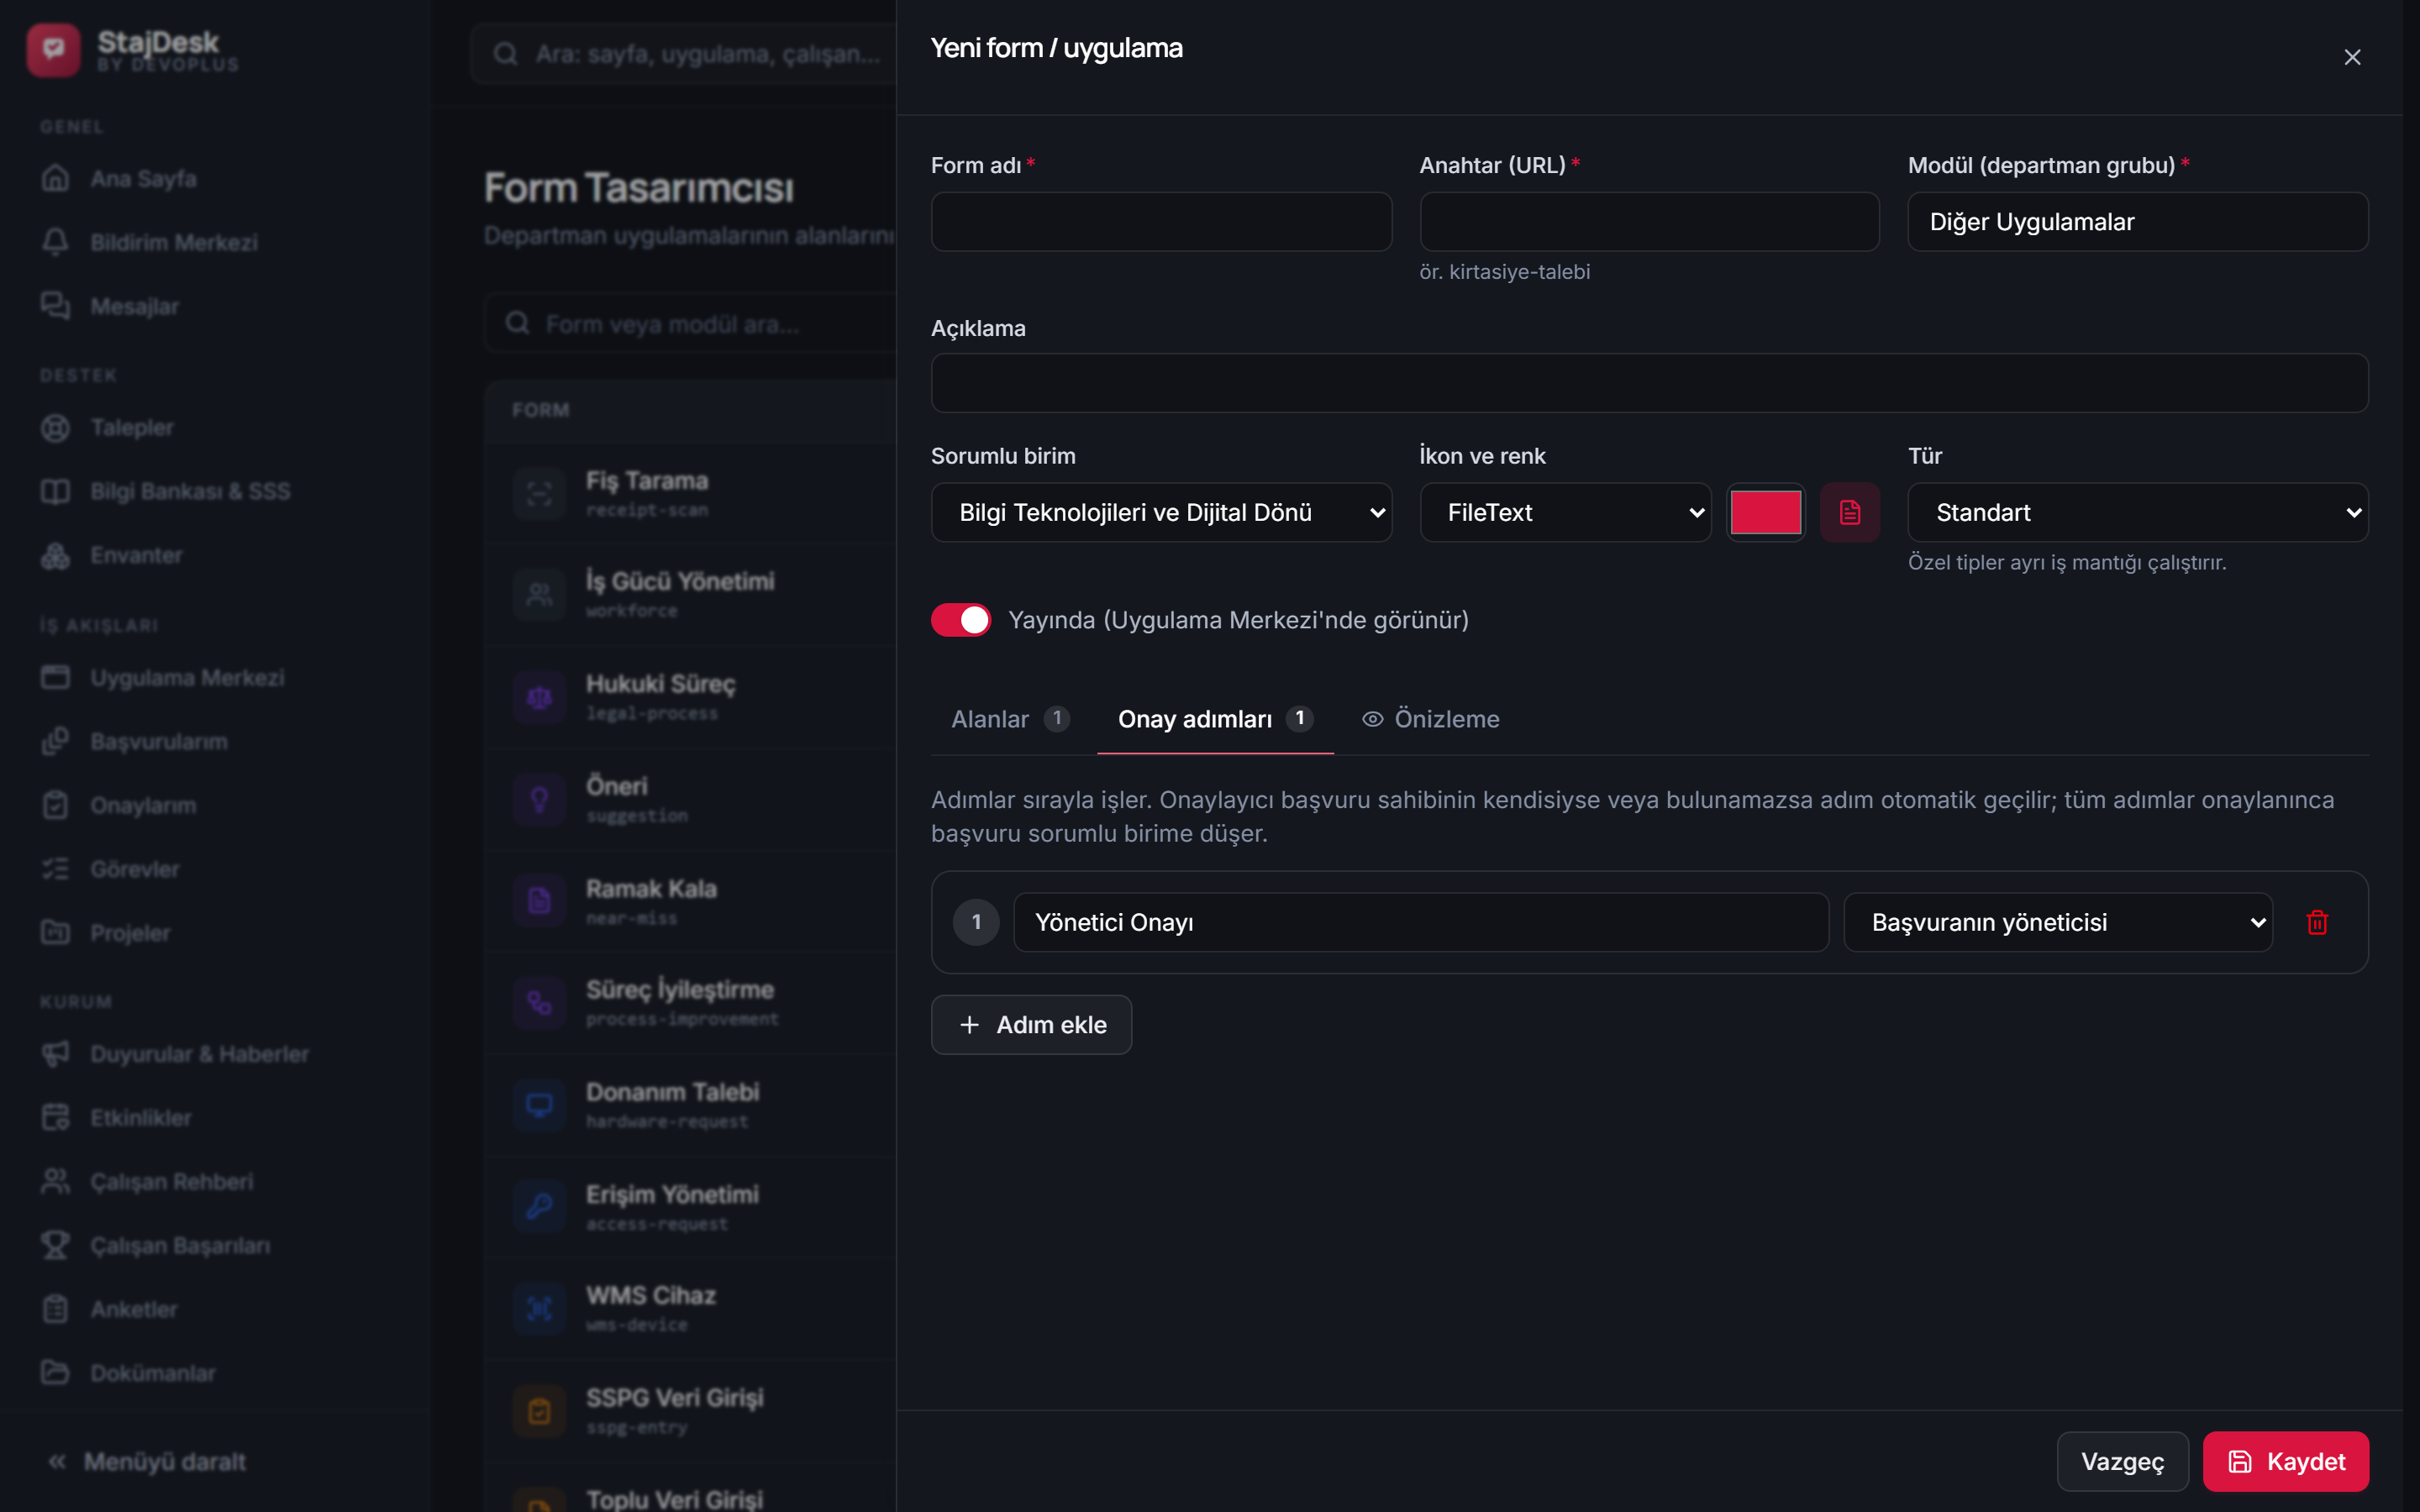 StajDesk
BY DEVOPLUS
GENEL
Ana Sayfa
Bildirim Merkezi
Mesajlar
DESTEK
Talepler
Bilgi Bankası & SSS
Envanter
İŞ AKIŞLARI
Uygulama Merkezi
Başvurularım
Onaylarım
Görevler
Projeler
KURUM
Duyurular & Haberler
Etkinlikler
Çalışan Rehberi
Çalışan Başarıları
Anketler
Dokümanlar
Menüyü daralt
Ara: sayfa, uygulama, çalışan...
Form Tasarımcısı
Departman uygulamalarının alanlarını
Form veya modül ara...
FORM
Fiş Tarama
receipt-scan
İş Gücü Yönetimi
workforce
Hukuki Süreç
legal-process
Öneri
suggestion
Ramak Kala
near-miss
Süreç İyileştirme
process-improvement
Donanım Talebi
hardware-request
Erişim Yönetimi
access-request
WMS Cihaz
wms-device
SSPG Veri Girişi
sspg-entry
Toplu Veri Girişi
Yeni form / uygulama
Form adı *
Anahtar (URL) *
ör. kirtasiye-talebi
Modül (departman grubu) *
Diğer Uygulamalar
Açıklama
Sorumlu birim
Bilgi Teknolojileri ve Dijital Dönü
İkon ve renk
FileText
Tür
Standart
Özel tipler ayrı iş mantığı çalıştırır.
Yayında (Uygulama Merkezi'nde görünür)
Alanlar 1
Onay adımları 1
Önizleme
Adımlar sırayla işler. Onaylayıcı başvuru sahibinin kendisiyse veya bulunamazsa adım otomatik geçilir; tüm adımlar onaylanınca
başvuru sorumlu birime düşer.
1 Yönetici Onayı Başvuranın yöneticisi
Adım ekle
Vazgeç
Kaydet